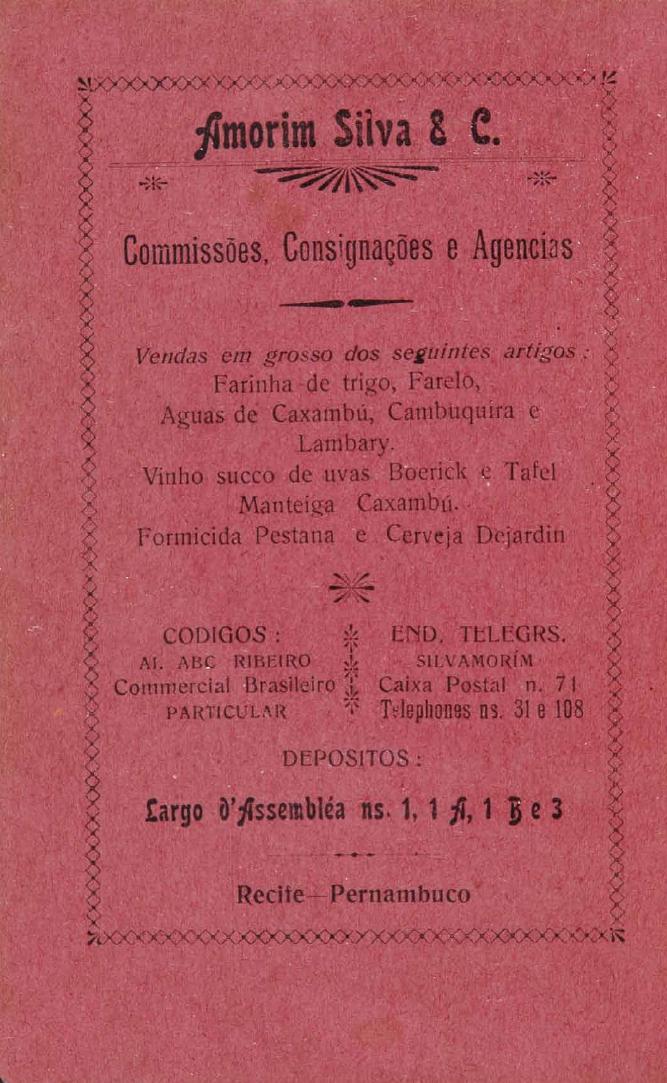 Amorim Silva & C.
Commissões, Consignações e Agencias
Vendas em grosso dos seguintes artigos:
Farinha de trigo, Farelo,
Aguas de Caxambú, Cambuquira e
Lambary.
Vinho succo de uvas Boerick e Tafel
Manteiga Caxambú.
Formicida Pestana e Cerveja Dejardin
CODIGOS:
AI. ABC RIBEIRO
Commercial Brasileiro
PARTICULAR
END. TELEGRS.
SILVAMORÍM
Caixa Postal n. 71
Telephones ns. 31 e 108
DEPOSITOS:
Largo d'Assembléa ns. 1, 1 A, 1 B e 3
Recife—Pernambuco